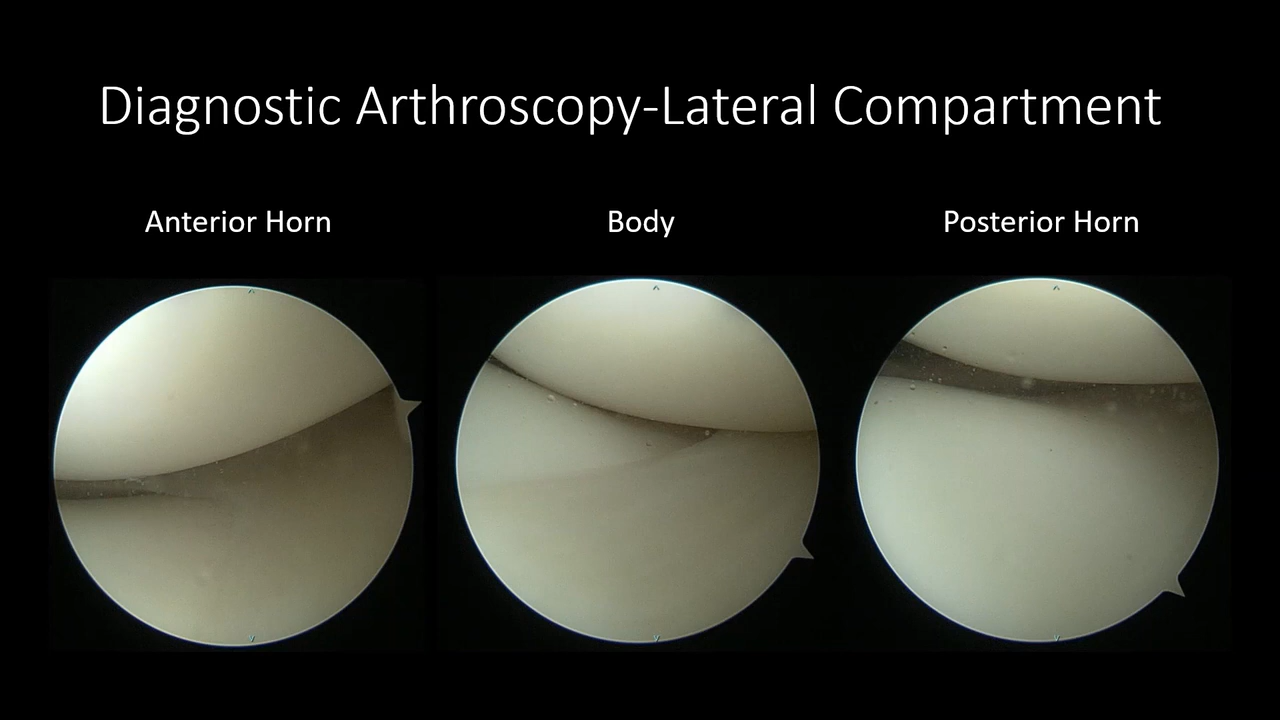 Diagnostic Arthroscopy-Lateral Compartment
Anterior Horn
Body
Posterior Horn